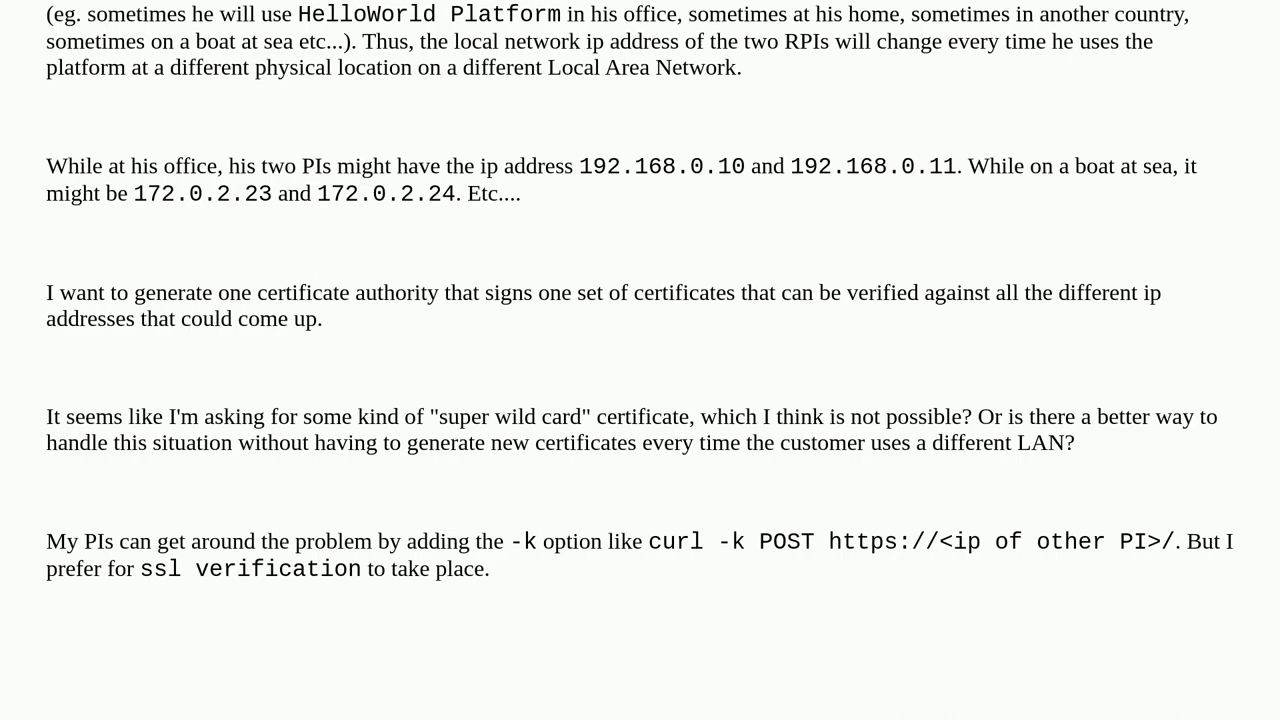 (eg. sometimes he will use HelloWorld Platform in his office, sometimes at his home, sometimes in another country,
sometimes on a boat at sea etc...). Thus, the local network ip address of the two RPIs will change every time he uses the
platform at a different physical location on a different Local Area Network.
While at his office, his two PIs might have the ip address 192.168.0.10 and 192.168.0.11. While on a boat at sea, it
might be 172.0.2.23 and 172.0.2.24. Etc....
I want to generate one certificate authority that signs one set of certificates that can be verified against all the different ip
addresses that could come up.
It seems like I'm asking for some kind of "super wild card" certificate, which I think is not possible? Or is there a better way to
handle this situation without having to generate new certificates every time the customer uses a different LAN?
My PIs can get around the problem by adding the -k option like curl -k POST https://<ip of other PI>/. But I
prefer for ssl verification to take place.